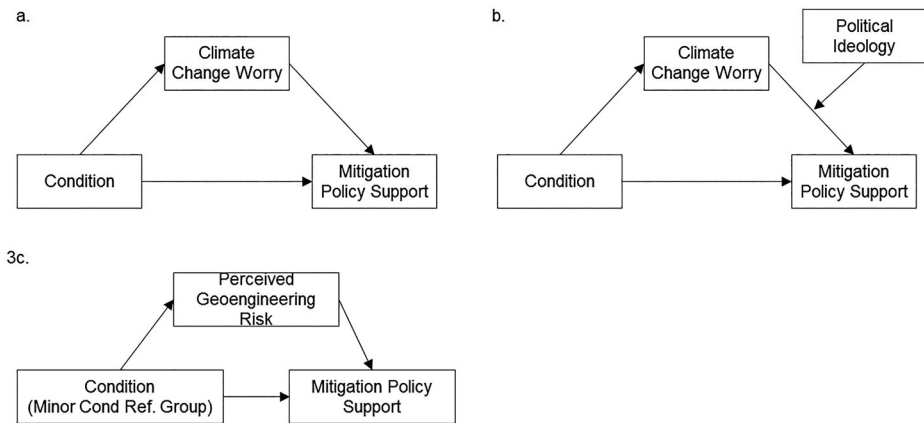 a.
Climate
Change Worry
Condition
Mitigation
Policy Support
b.
Political
Ideology
Climate
Change Worry
Condition
Mitigation
Policy Support
3c.
Perceived
Geoengineering
Risk
Condition
(Minor Cond Ref. Group)
Mitigation Policy
Support